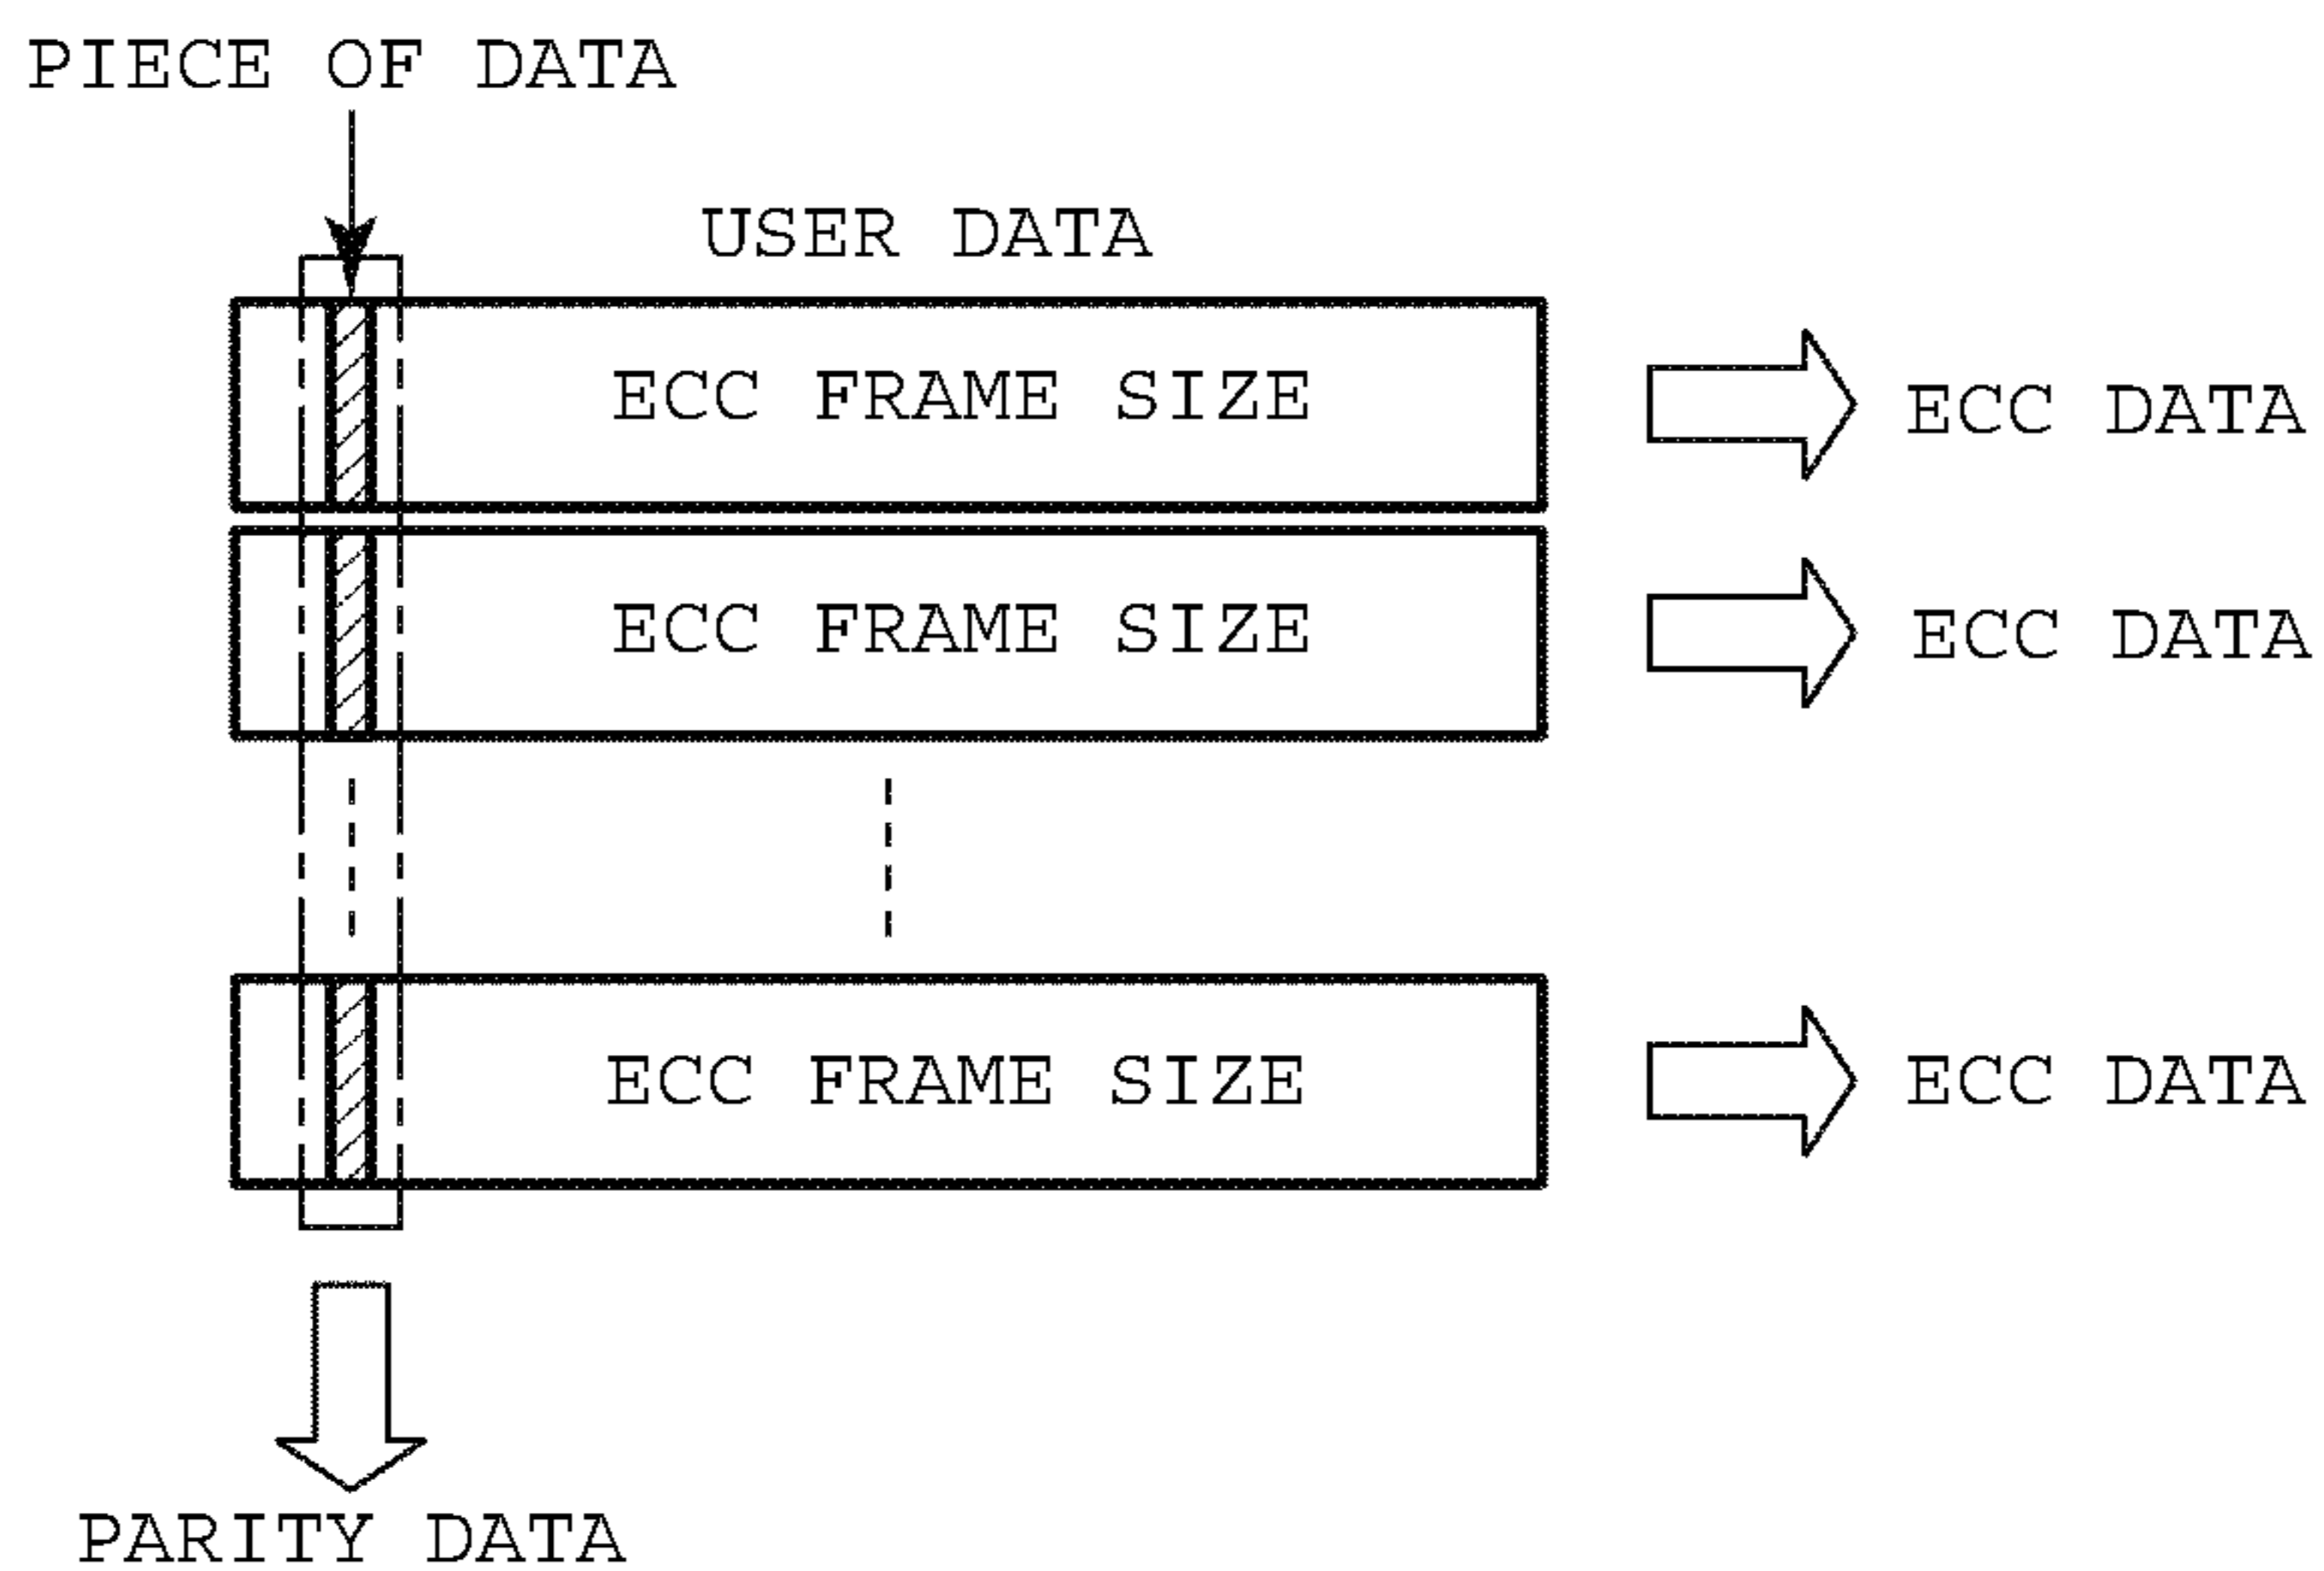 PIECE OF DATA
USER DATA
ECC FRAME SIZE
ECC DATA
ECC FRAME SIZE
ECC DATA
ECC FRAME SIZE
ECC DATA
PARITY DATA